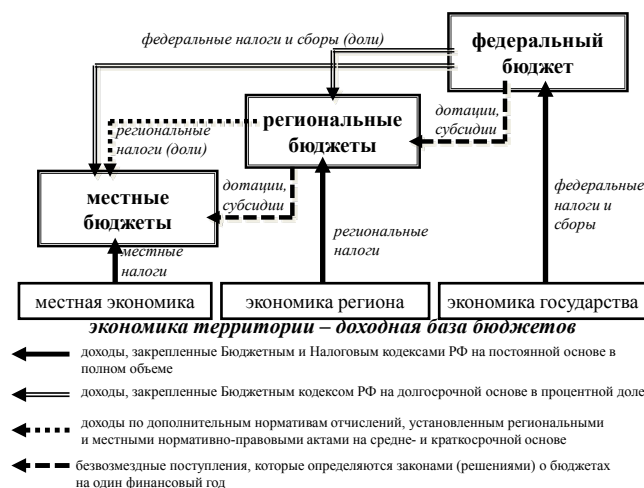 федеральные налоги и сборы (доли)
федеральный
бюджет
региональные
налоги (доли)
региональные
бюджеты
дотации,
субсидии
местные
бюджеты
дотации,
субсидии
региональные
налоги
федеральные
налоги и
сборы
местные
налоги
местная экономика
экономика региона
экономика государства
экономика территории – доходная база бюджетов
доходы, закрепленные Бюджетным и Налоговым кодексами РФ на постоянной основе в
полном объеме
доходы, закрепленные Бюджетным кодексом РФ на долгосрочной основе в процентной доле
доходы по дополнительным нормативам отчислений, установленным региональными
и местными нормативно-правовыми актами на средне- и краткосрочной основе
безвозмездные поступления, которые определяются законами (решениями) о бюджетах
на один финансовый год